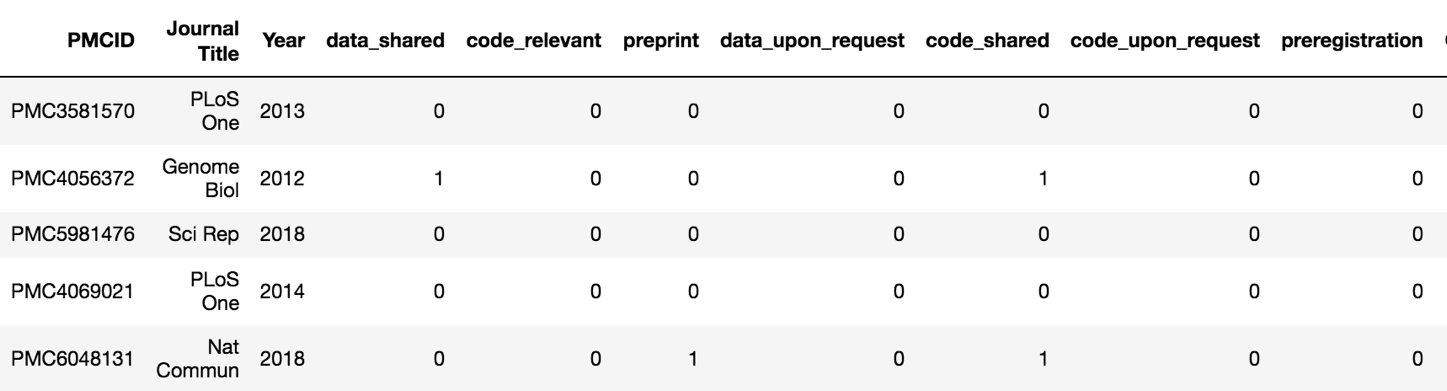 PMCID Journal Title Year data_shared code_relevant preprint data_upon_request code_shared code_upon_request preregistration
PMC3581570 PLoS One 2013 0 0 0 0 0 0 0
PMC4056372 Genome Biol 2012 1 0 0 0 1 0 0
PMC5981476 Sci Rep 2018 0 0 0 0 0 0 0
PMC4069021 PLoS One 2014 0 0 0 0 0 0 0
PMC6048131 Nat Commun 2018 0 0 1 0 1 0 0